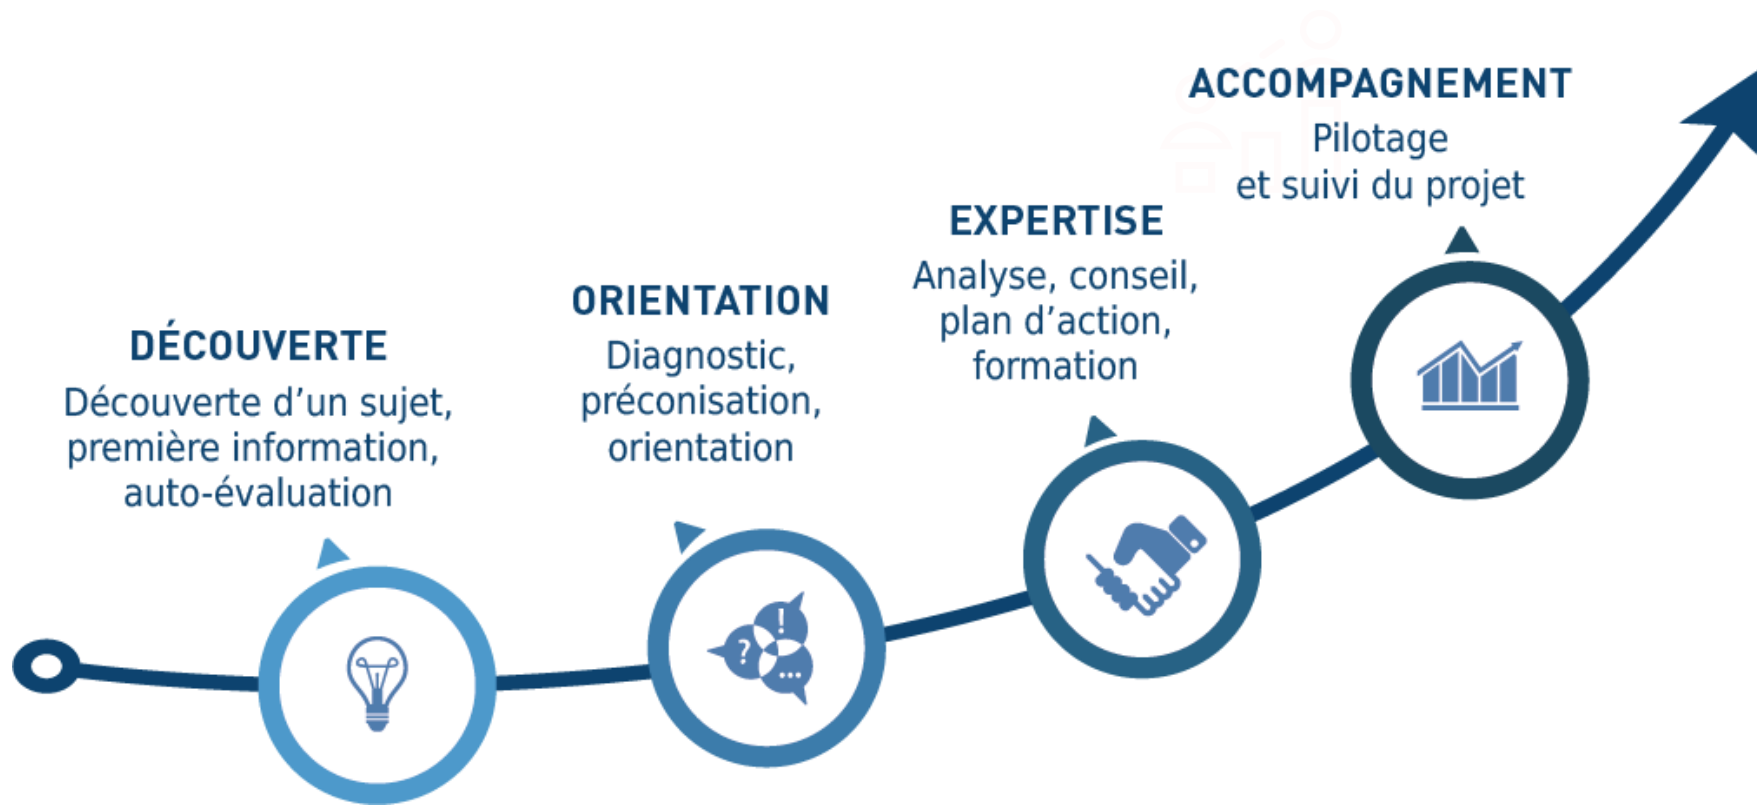 DÉCOUVERTE
Découverte d’un sujet,
première information,
auto-évaluation
ORIENTATION
Diagnostic,
préconisation,
orientation
EXPERTISE
Analyse, conseil,
plan d’action,
formation
ACCOMPAGNEMENT
Pilotage
et suivi du projet
?
!
...